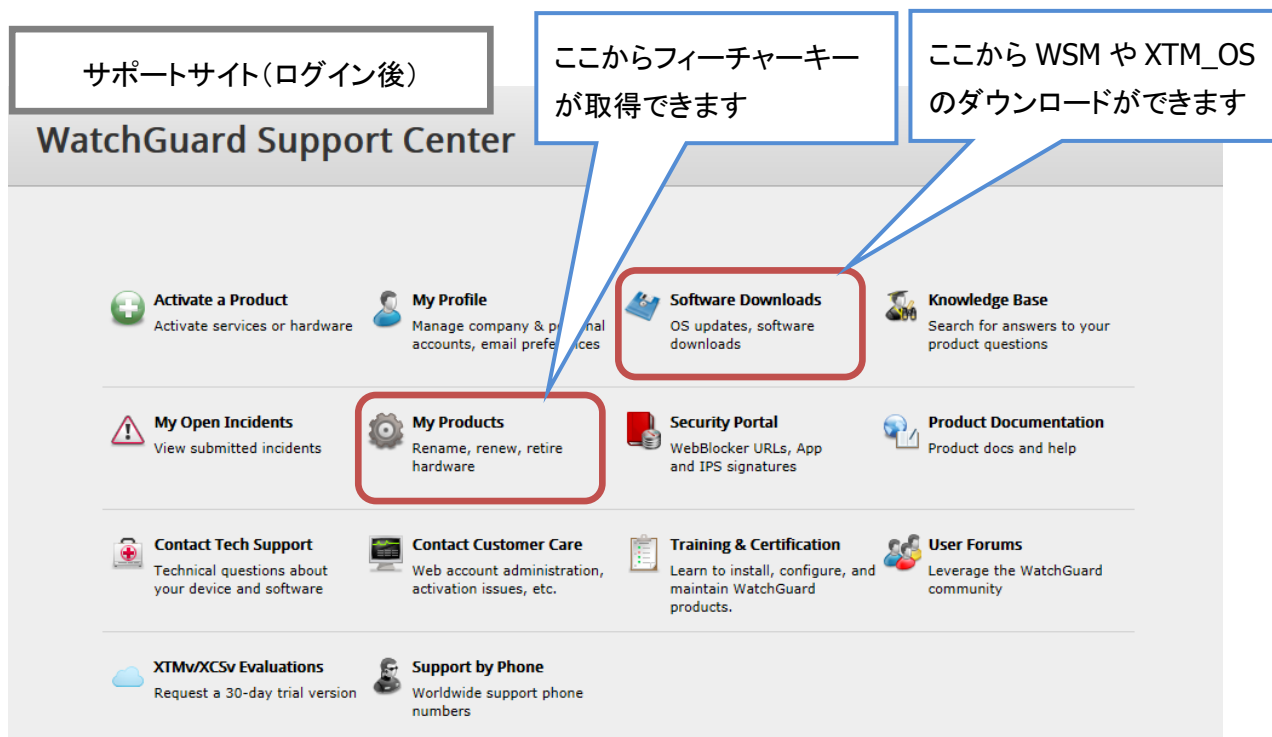 サポートサイト（ログイン後）
ここからフィーチャーキー
が取得できます
ここから WSM や XTM_OS
のダウンロードができます
WatchGuard Support Center
Activate a Product
Activate services or hardware
My Profile
Manage company & personal
accounts, email preferences
Software Downloads
OS updates, software
downloads
Knowledge Base
Search for answers to your
product questions
My Open Incidents
View submitted incidents
My Products
Rename, renew, retire
hardware
Security Portal
WebBlocker URLs, App
and IPS signatures
Product Documentation
Product docs and help
Contact Tech Support
Technical questions about
your device and software
Contact Customer Care
Web account administration,
activation issues, etc.
Training & Certification
Learn to install, configure, and
maintain WatchGuard
products.
User Forums
Leverage the WatchGuard
community
XTMv/XCSv Evaluations
Request a 30-day trial version
Support by Phone
Worldwide support phone
numbers